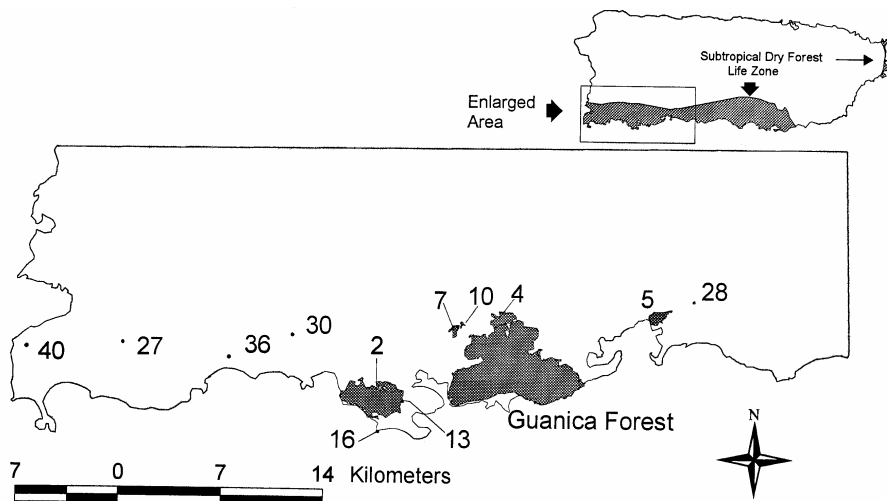 Subtropical Dry Forest
Life Zone
Enlarged
Area
7
10
4
5
28
30
40
27
36
2
Guanica Forest
16
13
N
7
0
7
14
Kilometers